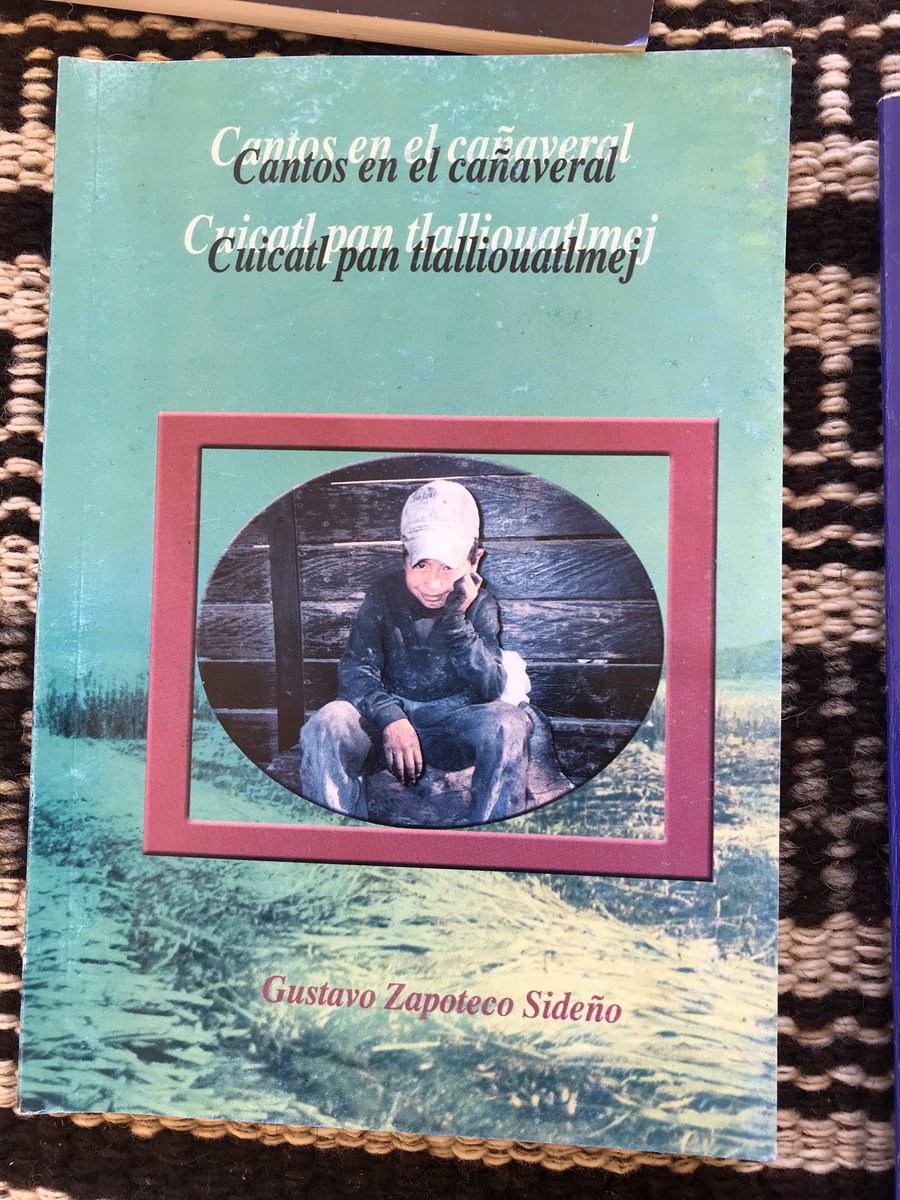 Cantos en el cañaveral
Cuicatl pan tlalliouatlmej
Gustavo Zapoteco Sideño